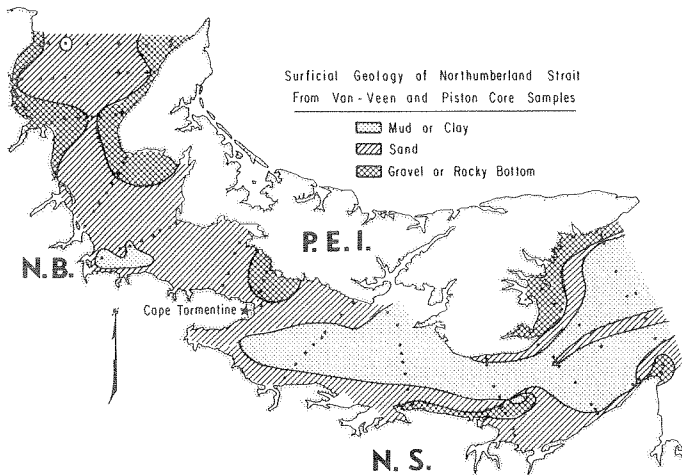 Surficial Geology of Northumberland Strait
From Van-Veen and Piston Core Samples
Mud or Clay
Sand
Gravel or Rocky Bottom
P.E.I.
N.B.
Cape Tormentine
N.S.